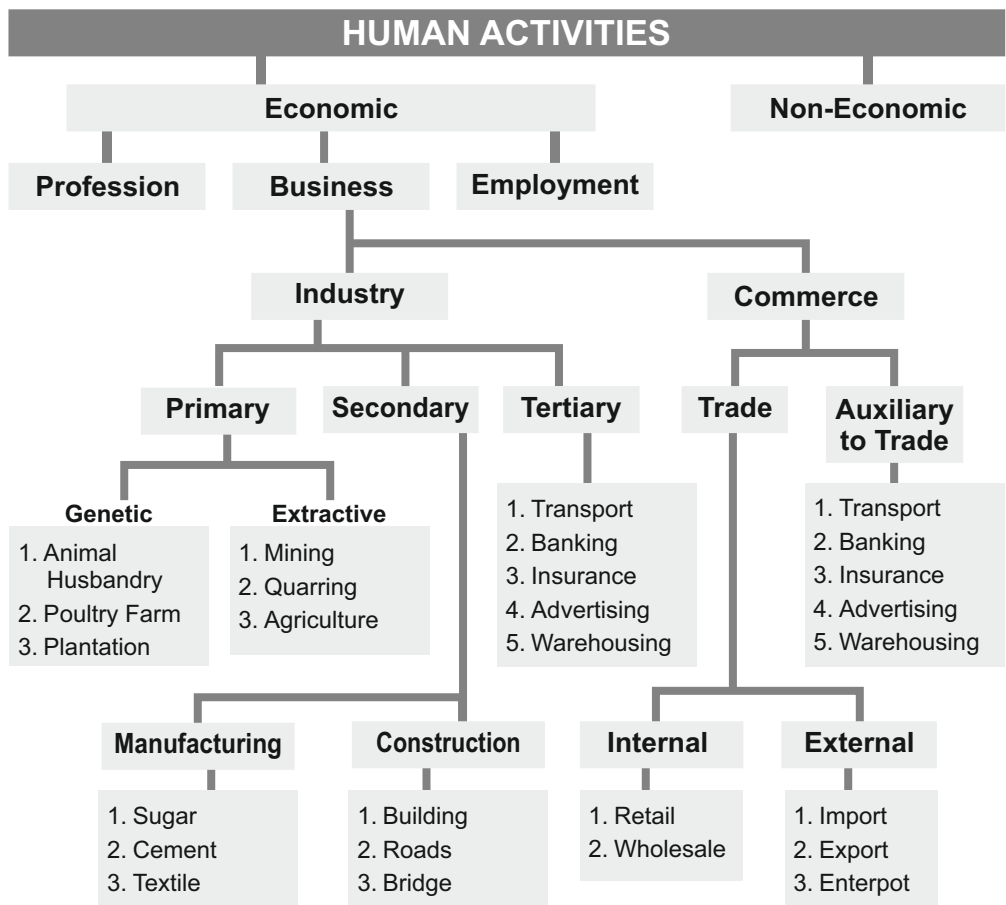 HUMAN ACTIVITIES
Economic
Non-Economic
Profession
Business
Employment
Industry
Commerce
Primary
Secondary
Tertiary
Trade
Auxiliary
to Trade
Genetic
1. Animal
Husbandry
2. Poultry Farm
3. Plantation
Extractive
1. Mining
2. Quarring
3. Agriculture
1. Transport
2. Banking
3. Insurance
4. Advertising
5. Warehousing
1. Transport
2. Banking
3. Insurance
4. Advertising
5. Warehousing
Manufacturing
1. Sugar
2. Cement
3. Textile
Construction
1. Building
2. Roads
3. Bridge
Internal
1. Retail
2. Wholesale
External
1. Import
2. Export
3. Enterpot